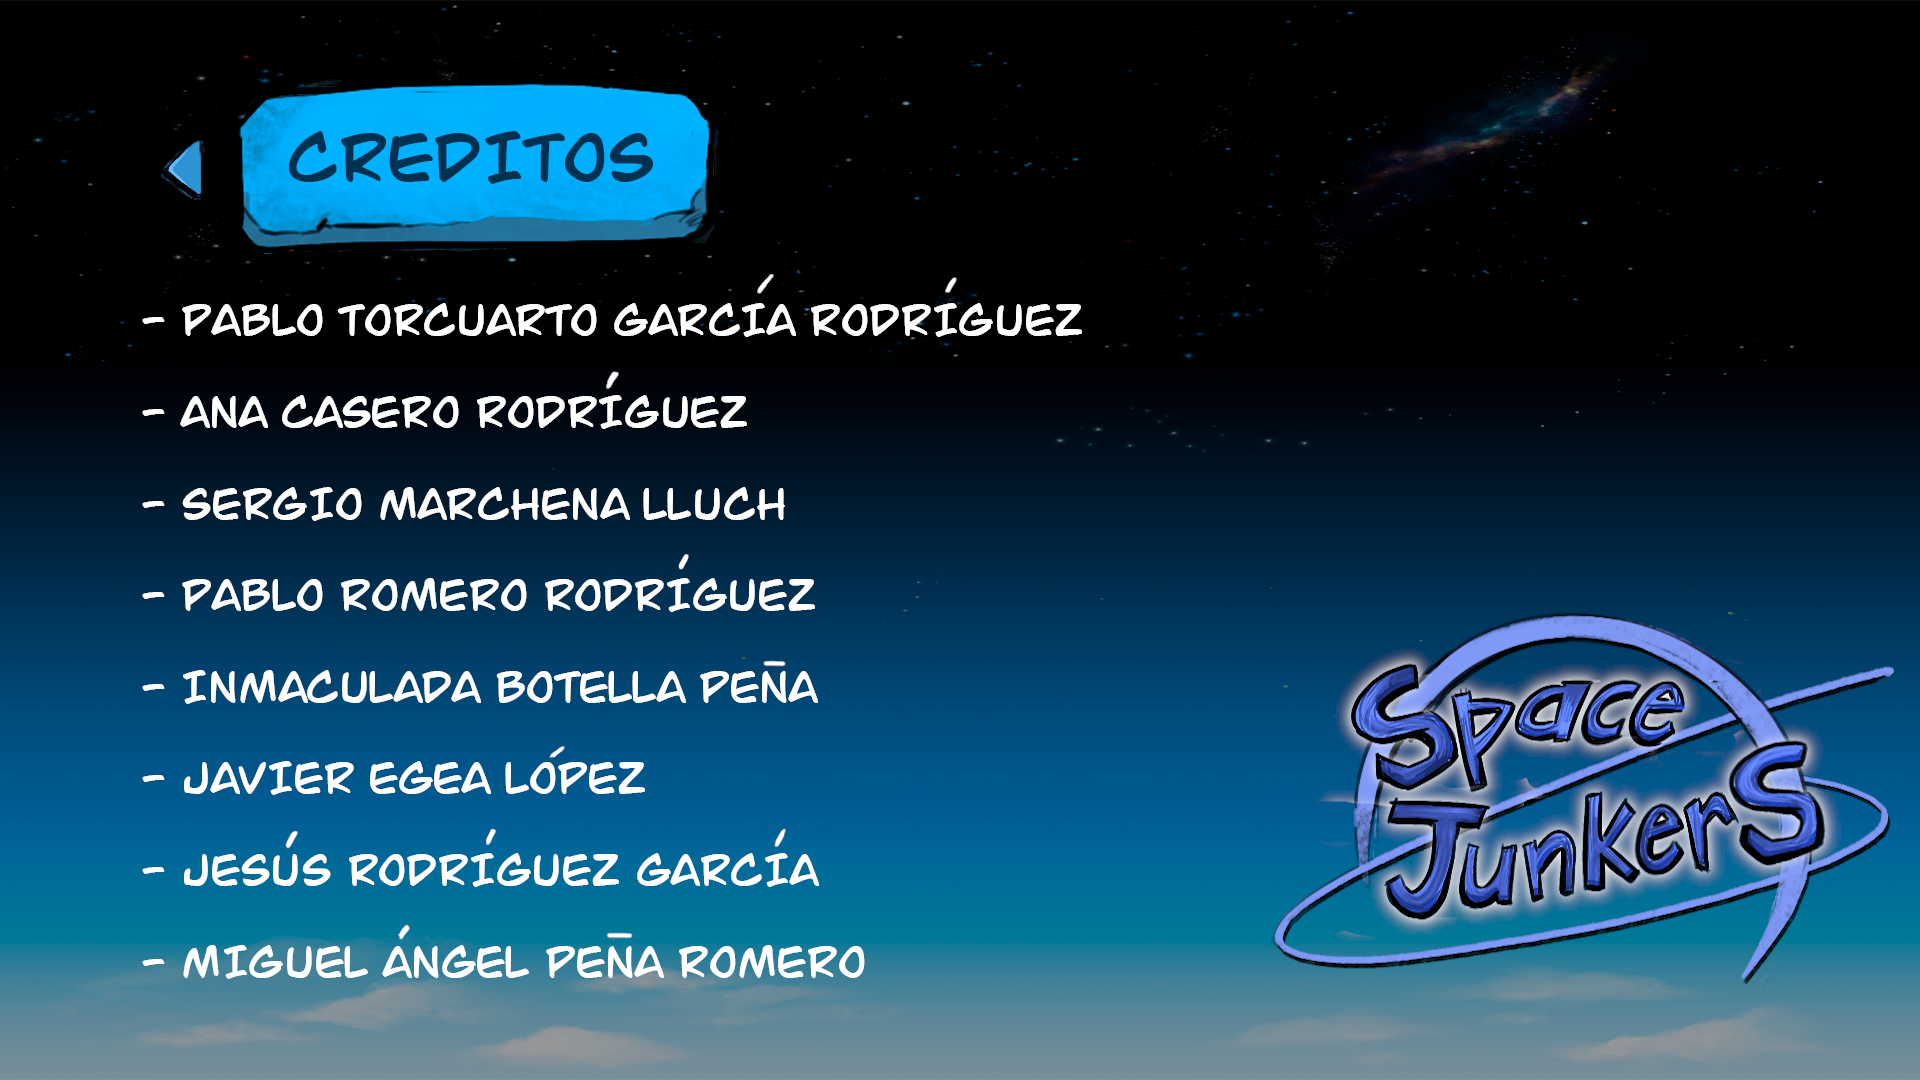 CREDITOS
- PABLO TORCUARTO GARCÍA RODRÍGUEZ
- ANA CASERO RODRÍGUEZ
- SERGIO MARCHENA LLUCH
- PABLO ROMERO RODRÍGUEZ
- INMACULADA BOTELLA PEÑA
- JAVIER EGEA LÓPEZ
- JESÚS RODRÍGUEZ GARCÍA
- MIGUEL ÁNGEL PEÑA ROMERO
Space
JunkerS